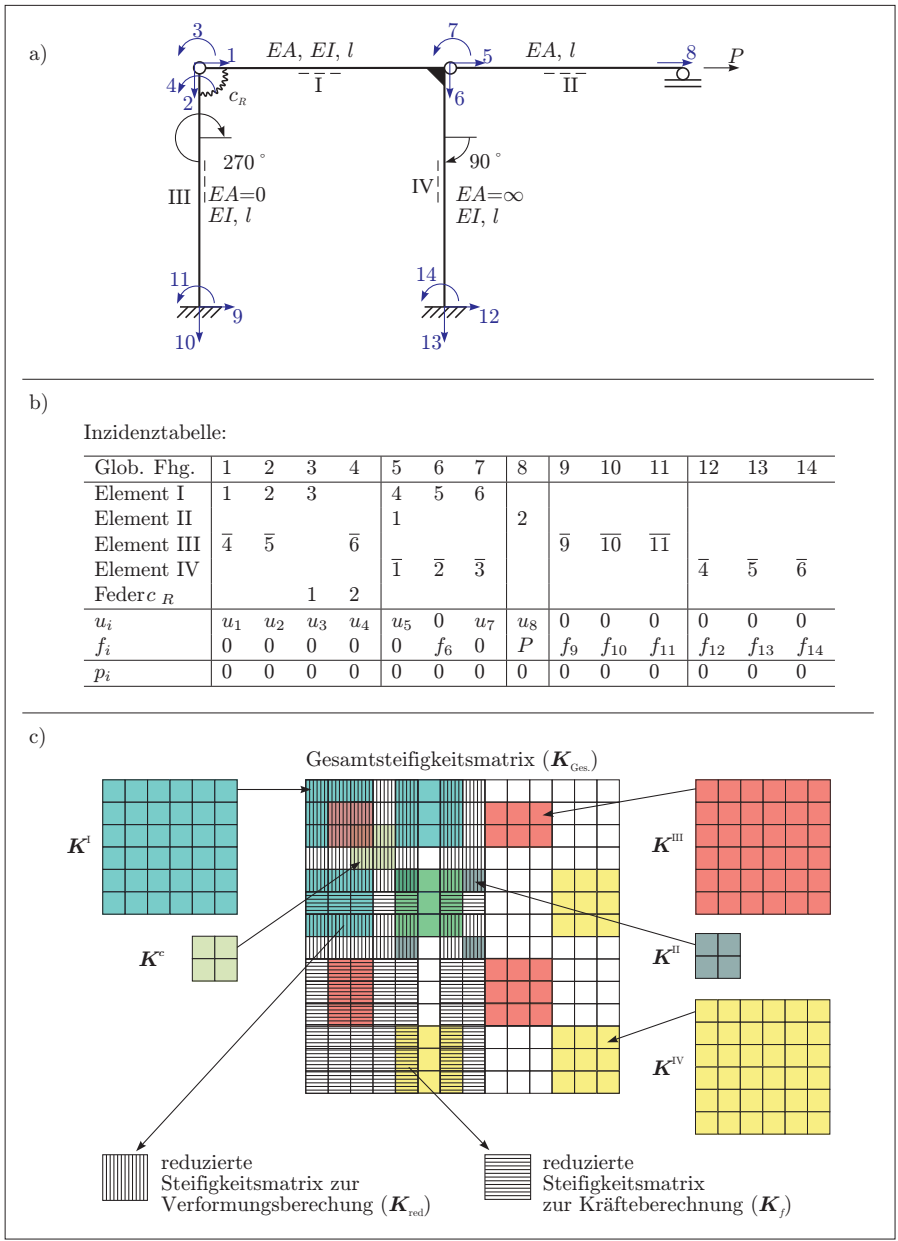 a)
3
1
EA, EI, l
7
5
EA, l
8
P
4
2
c_R
I
6
II
270 °
90 °
III
EA=0
EI, l
IV
EA=∞
EI, l
11
9
10
14
12
13
b)
Inzidenztabelle:
Glob. Fhg. 1 2 3 4 5 6 7 8 9 10 11 12 13 14
Element I 1 2 3 4 5 6
Element II 1 2
Element III 4̅ 5̅ 6̅ 9̅ 1̅0̅ 1̅1̅
Element IV 1̅ 2̅ 3̅ 4̅ 5̅ 6̅
Feder c_R 1 2
u_i u_1 u_2 u_3 u_4 u_5 0 u_7 u_8 0 0 0 0 0 0
f_i 0 0 0 0 0 f_6 0 P f_9 f_10 f_11 f_12 f_13 f_14
p_i 0 0 0 0 0 0 0 0 0 0 0 0 0 0
c)
Gesamtsteifigkeitsmatrix (K_Ges.)
K^I
K^III
K^c
K^II
K^IV
reduzierte
Steifigkeitsmatrix zur
Verformungsberechung (K_red)
reduzierte
Steifigkeitsmatrix
zur Kräfteberechnung (K_f)